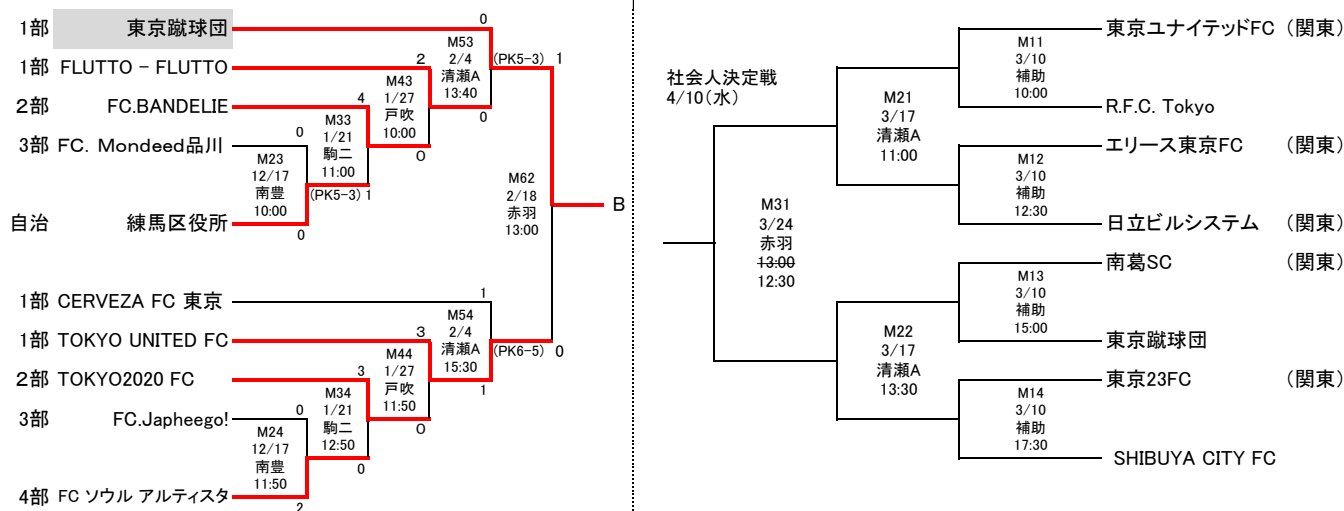 0
1部 東京蹴球団
M53
2/4
清瀬A
13:40
(PK5-3) 1
1部 FLUTTO - FLUTTO
2
M43
1/27
戸吹
10:00
4
2部 FC.BANDELIE
0
M33
1/21
駒二
11:00
0
3部 FC. Mondeed品川
0
M23
12/17
南豊
10:00
(PK5-3) 1
自治 練馬区役所
0
M62
2/18
赤羽
13:00
B
1部 CERVEZA FC 東京
1
M54
2/4
清瀬A
15:30
(PK6-5) 0
1部 TOKYO UNITED FC
3
M44
1/27
戸吹
11:50
2部 TOKYO2020 FC
3
1
M34
1/21
駒二
12:50
3部 FC.Japheego!
0
0
M24
12/17
南豊
11:50
0
4部 FC ソウル アルティスタ
2
社会人決定戦
4/10(水)
東京ユナイテッドFC (関東)
M11
3/10
補助
10:00
R.F.C. Tokyo
M21
3/17
清瀬A
11:00
エリース東京FC (関東)
M12
3/10
補助
12:30
日立ビルシステム (関東)
M31
3/24
赤羽
13:00
12:30
南葛SC (関東)
M13
3/10
補助
15:00
東京蹴球団
M22
3/17
清瀬A
13:30
東京23FC (関東)
M14
3/10
補助
17:30
SHIBUYA CITY FC